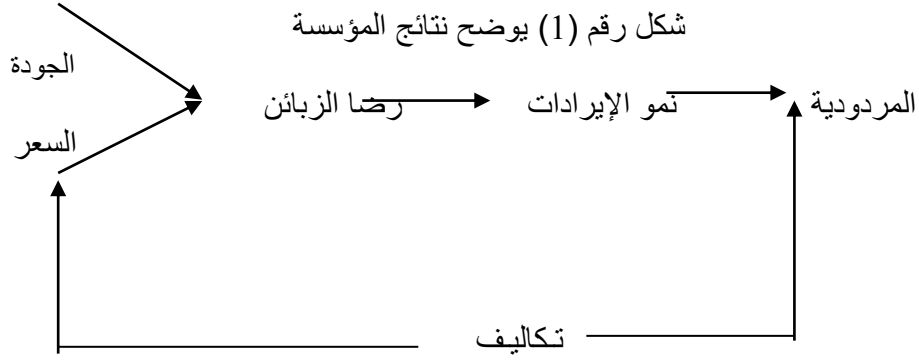 شكل رقم (1) يوضح نتائج المؤسسة
الجودة
المردودية
نمو الإيرادات
رضا الزبائن
السعر
تكاليف